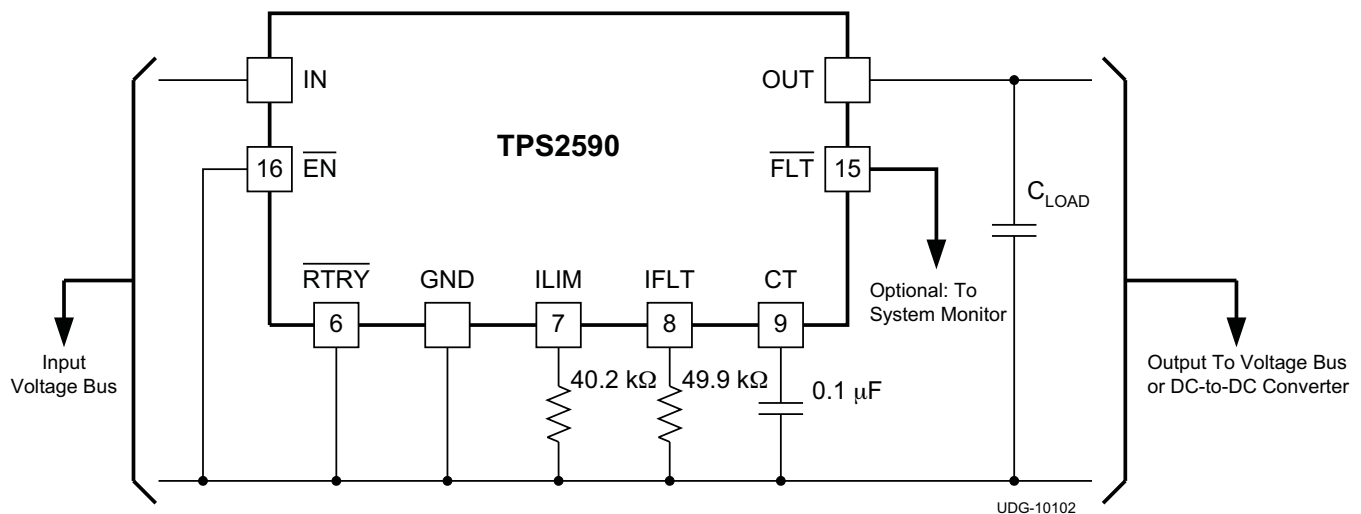 IN
OUT
TPS2590
16
EN
FLT
15
C_LOAD
RTRY
GND
ILIM
IFLT
CT
Optional: To
System Monitor
6
7
8
9
Input
Voltage Bus
40.2 kΩ
49.9 kΩ
0.1 μF
Output To Voltage Bus
or DC-to-DC Converter
UDG-10102